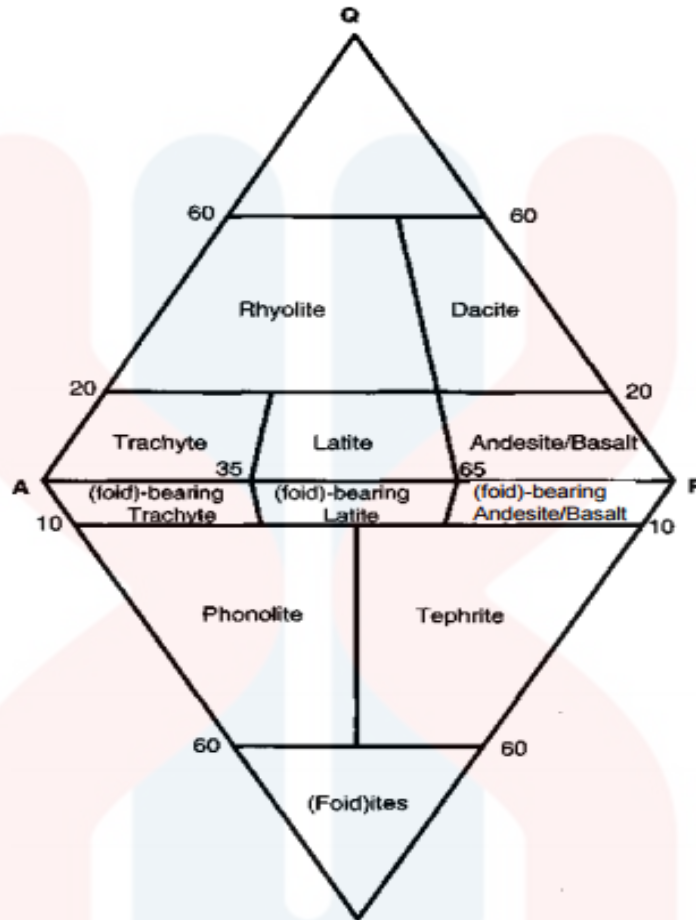 Q
60 60
Rhyolite Dacite
20 20
Trachyte Latite Andesite/Basalt
35 65
A P
(foid)-bearing (foid)-bearing (foid)-bearing
Trachyte Latite Andesite/Basalt
10 10
Phonolite Tephrite
60 60
(Foid)ites